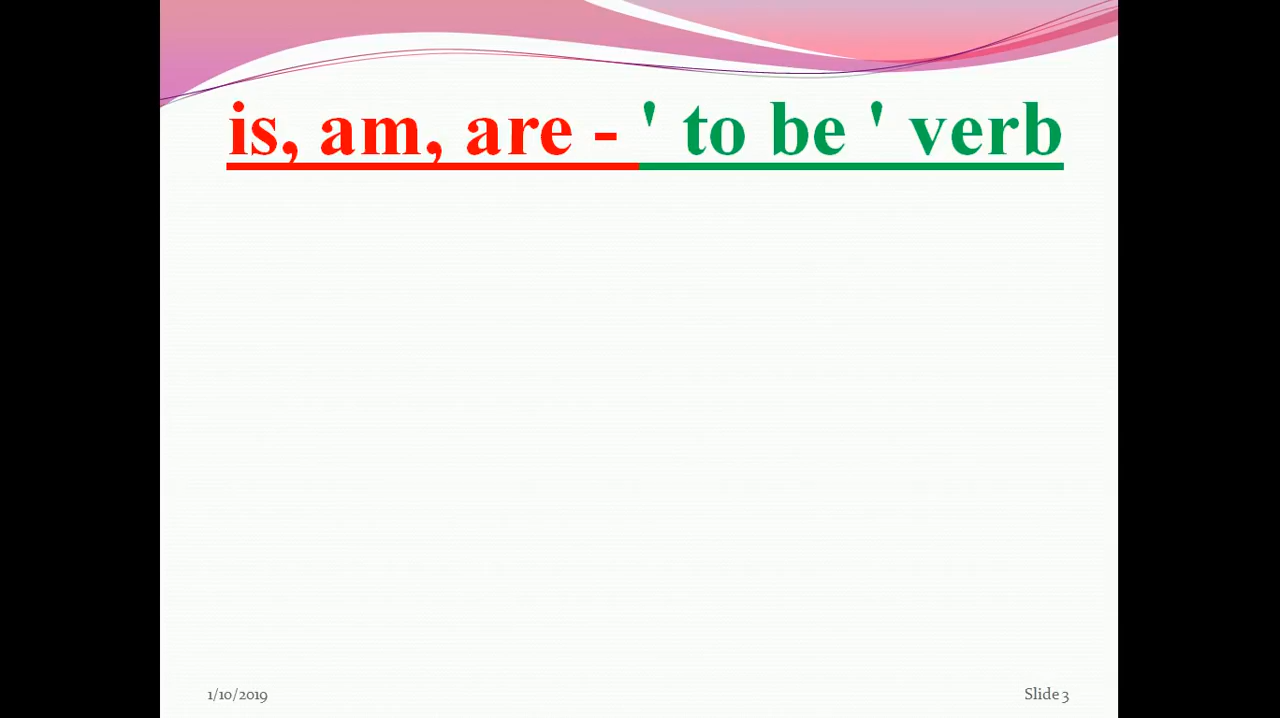 is, am, are - ' to be ' verb
1/10/2019
Slide 3